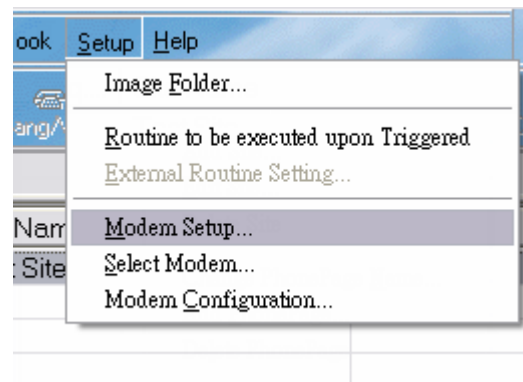 ook Setup Help
Image Folder...
ang/
Routine to be executed upon Triggered
External Routine Setting...
Nam
Modem Setup...
: Site
Select Modem...
Modem Configuration...